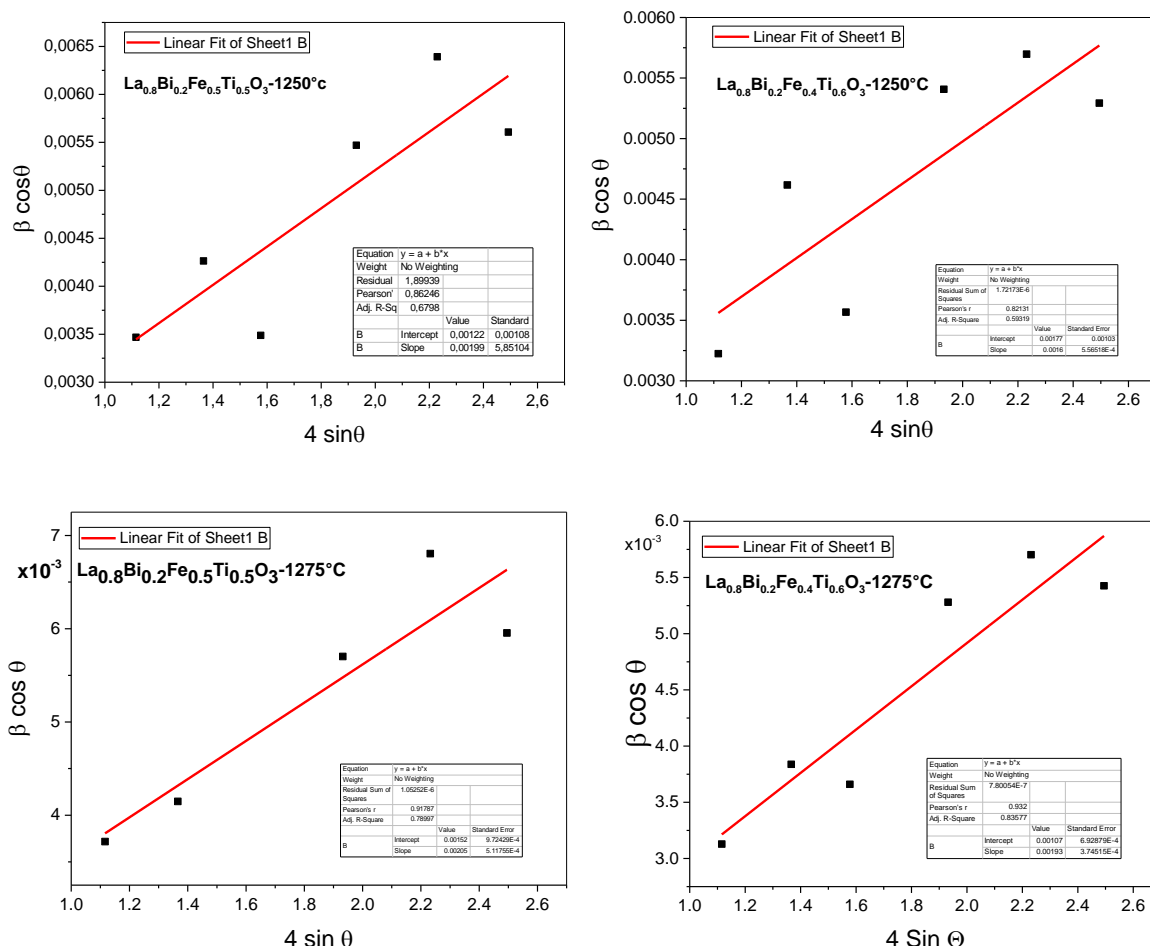 Linear Fit of Sheet1 B
La0.8Bi0.2Fe0.5Ti0.5O3-1250°c
0,0065
0,0060
0,0055
0,0050
0,0045
0,0040
0,0035
0,0030
β cosθ
Equation y = a + b*x
Weight No Weighting
Residual 1,89939
Pearson' 0,86246
Adj. R-Sq 0,6798
Value Standard
B Intercept 0,00122 0,00108
B Slope 0,00199 5,85104
1,0 1,2 1,4 1,6 1,8 2,0 2,2 2,4 2,6
4 sinθ
Linear Fit of Sheet1 B
La0.8Bi0.2Fe0.4Ti0.6O3-1250°C
0.0060
0.0055
0.0050
0.0045
0.0040
0.0035
0.0030
β cos θ
Equation y = a + b*x
Weight No Weighting
Residual Sum of Squares 1.72173E-6
Pearson's r 0.82131
Adj. R-Square 0.59319
Value Standard Error
B Intercept 0.00177 0.00103
Slope 0.0016 5.56518E-4
1.0 1.2 1.4 1.6 1.8 2.0 2.2 2.4 2.6
4 sinθ
Linear Fit of Sheet1 B
x10-3
La0.8Bi0.2Fe0.5Ti0.5O3-1275°C
7
6
5
4
β cos θ
Equation y = a + b*x
Weight No Weighting
Residual Sum of Squares 1.05252E-6
Pearson's r 0.91787
Adj. R-Square 0.78997
Value Standard Error
B Intercept 0.00152 9.72429E-4
Slope 0.00205 5.11755E-4
1.0 1.2 1.4 1.6 1.8 2.0 2.2 2.4 2.6
4 sin θ
Linear Fit of Sheet1 B
x10-3
La0.8Bi0.2Fe0.4Ti0.6O3-1275°C
6.0
5.5
5.0
4.5
4.0
3.5
3.0
β cos θ
Equation y = a + b*x
Weight No Weighting
Residual Sum of Squares 7.80054E-7
Pearson's r 0.932
Adj. R-Square 0.83577
Value Standard Error
B Intercept 0.00107 6.92879E-4
Slope 0.00193 3.74515E-4
1.0 1.2 1.4 1.6 1.8 2.0 2.2 2.4 2.6
4 Sin Θ